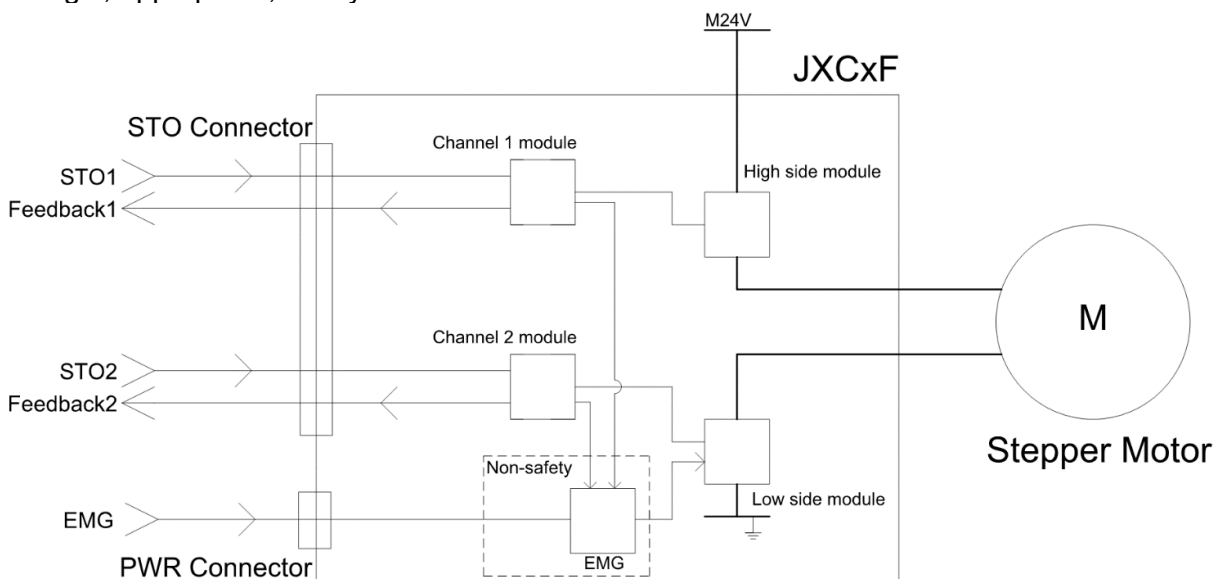 M24V
JXCxF
STO Connector
Channel 1 module
STO1
High side module
Feedback1
M
Channel 2 module
STO2
Feedback2
Stepper Motor
Non-safety
Low side module
EMG
EMG
PWR Connector